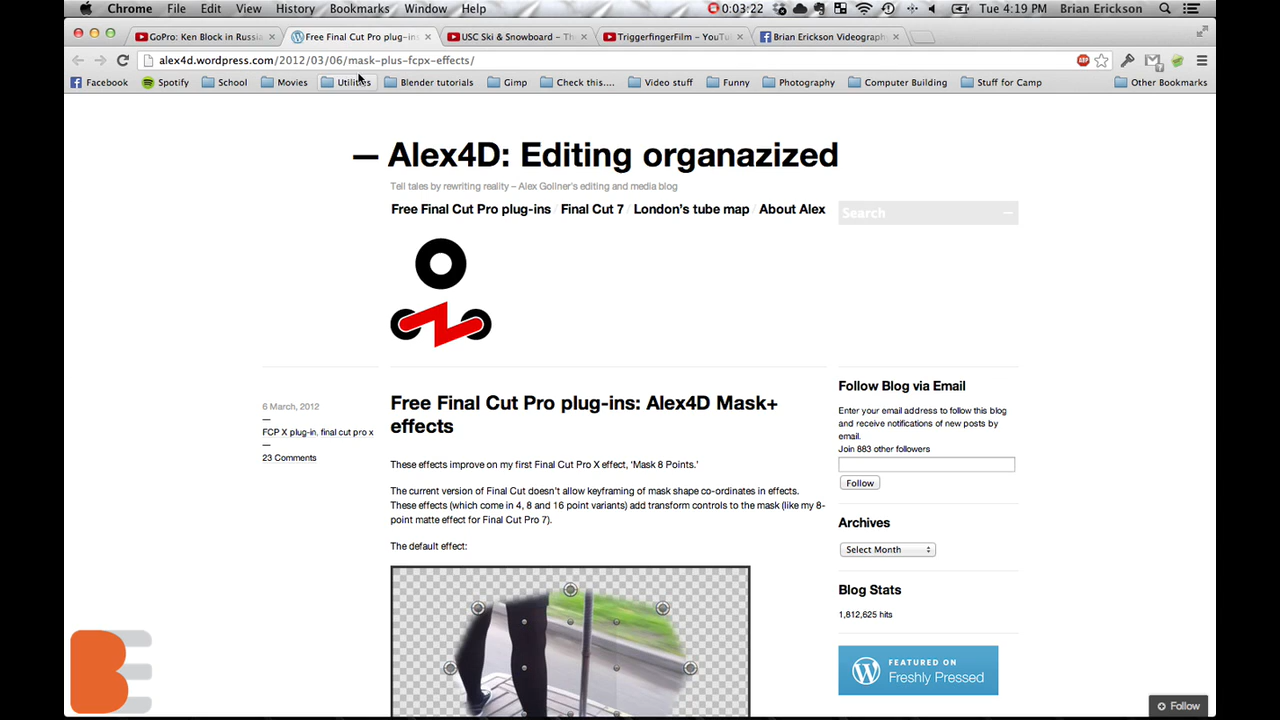 Chrome File Edit View History Bookmarks Window Help 0:03:22 Tue 4:19 PM Brian Erickson
GoPro: Ken Block in Russia Free Final Cut Pro plug-ins USC Ski & Snowboard – The TriggerfingerFilm – YouTu Brian Erickson Videograph
alex4d.wordpress.com/2012/03/06/mask-plus-fcpx-effects/
Facebook Spotify School Movies Utilities Blender tutorials Gimp Check this.... Video stuff Funny Photography Computer Building Stuff for Camp Other Bookmarks
— Alex4D: Editing organazized
Tell tales by rewriting reality – Alex Gollner's editing and media blog
Free Final Cut Pro plug-ins / Final Cut 7 / London's tube map / About Alex
Search
Follow Blog via Email
6 March, 2012
—
FCP X plug-in, final cut pro x
—
23 Comments
Free Final Cut Pro plug-ins: Alex4D Mask+
effects
These effects improve on my first Final Cut Pro X effect, 'Mask 8 Points.'
The current version of Final Cut doesn't allow keyframing of mask shape co-ordinates in effects.
These effects (which come in 4, 8 and 16 point variants) add transform controls to the mask (like my 8-
point matte effect for Final Cut Pro 7).
The default effect:
Enter your email address to follow this blog
and receive notifications of new posts by
email.
Join 883 other followers
Follow
Archives
Select Month
Blog Stats
1,812,625 hits
FEATURED ON
Freshly Pressed
BE
Follow